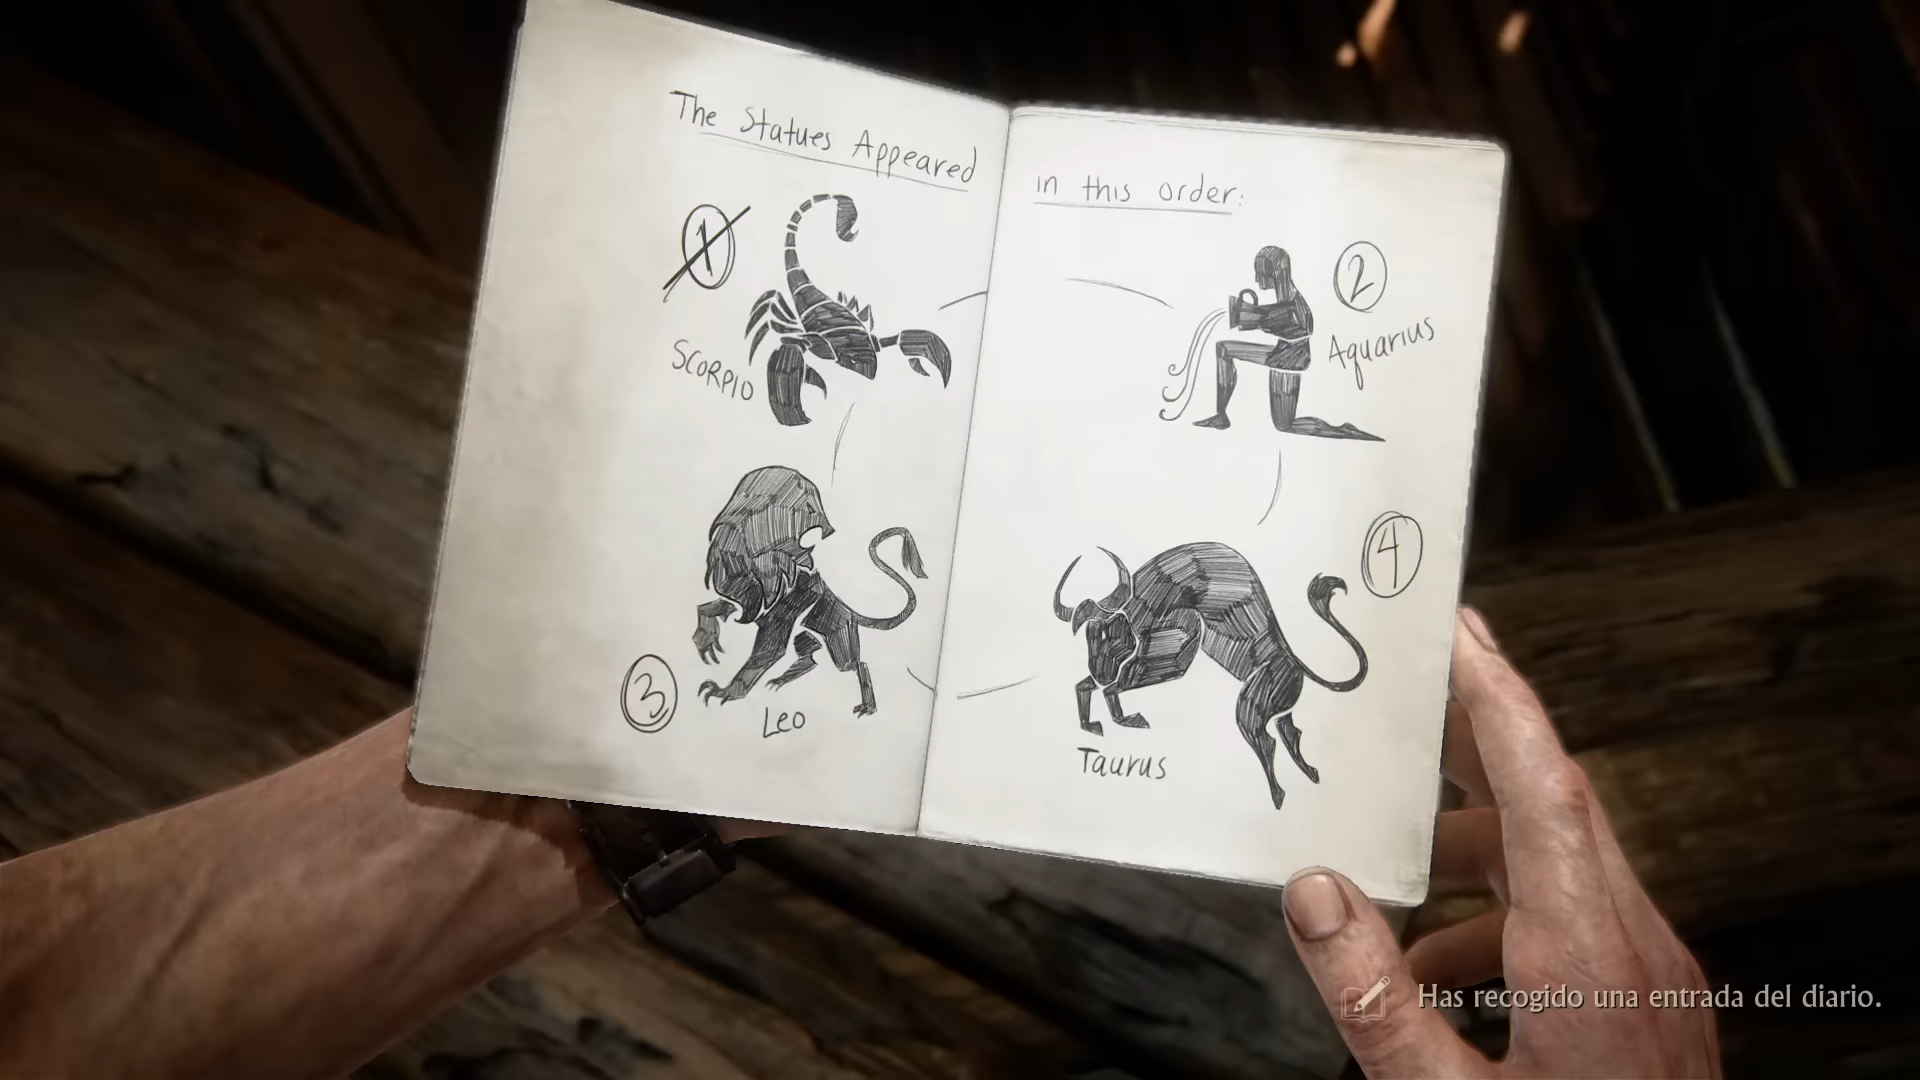 The Statues Appeared
in this order:
1
SCORPIO
2
Aquarius
3
Leo
4
Taurus
Has recogido una entrada del diario.